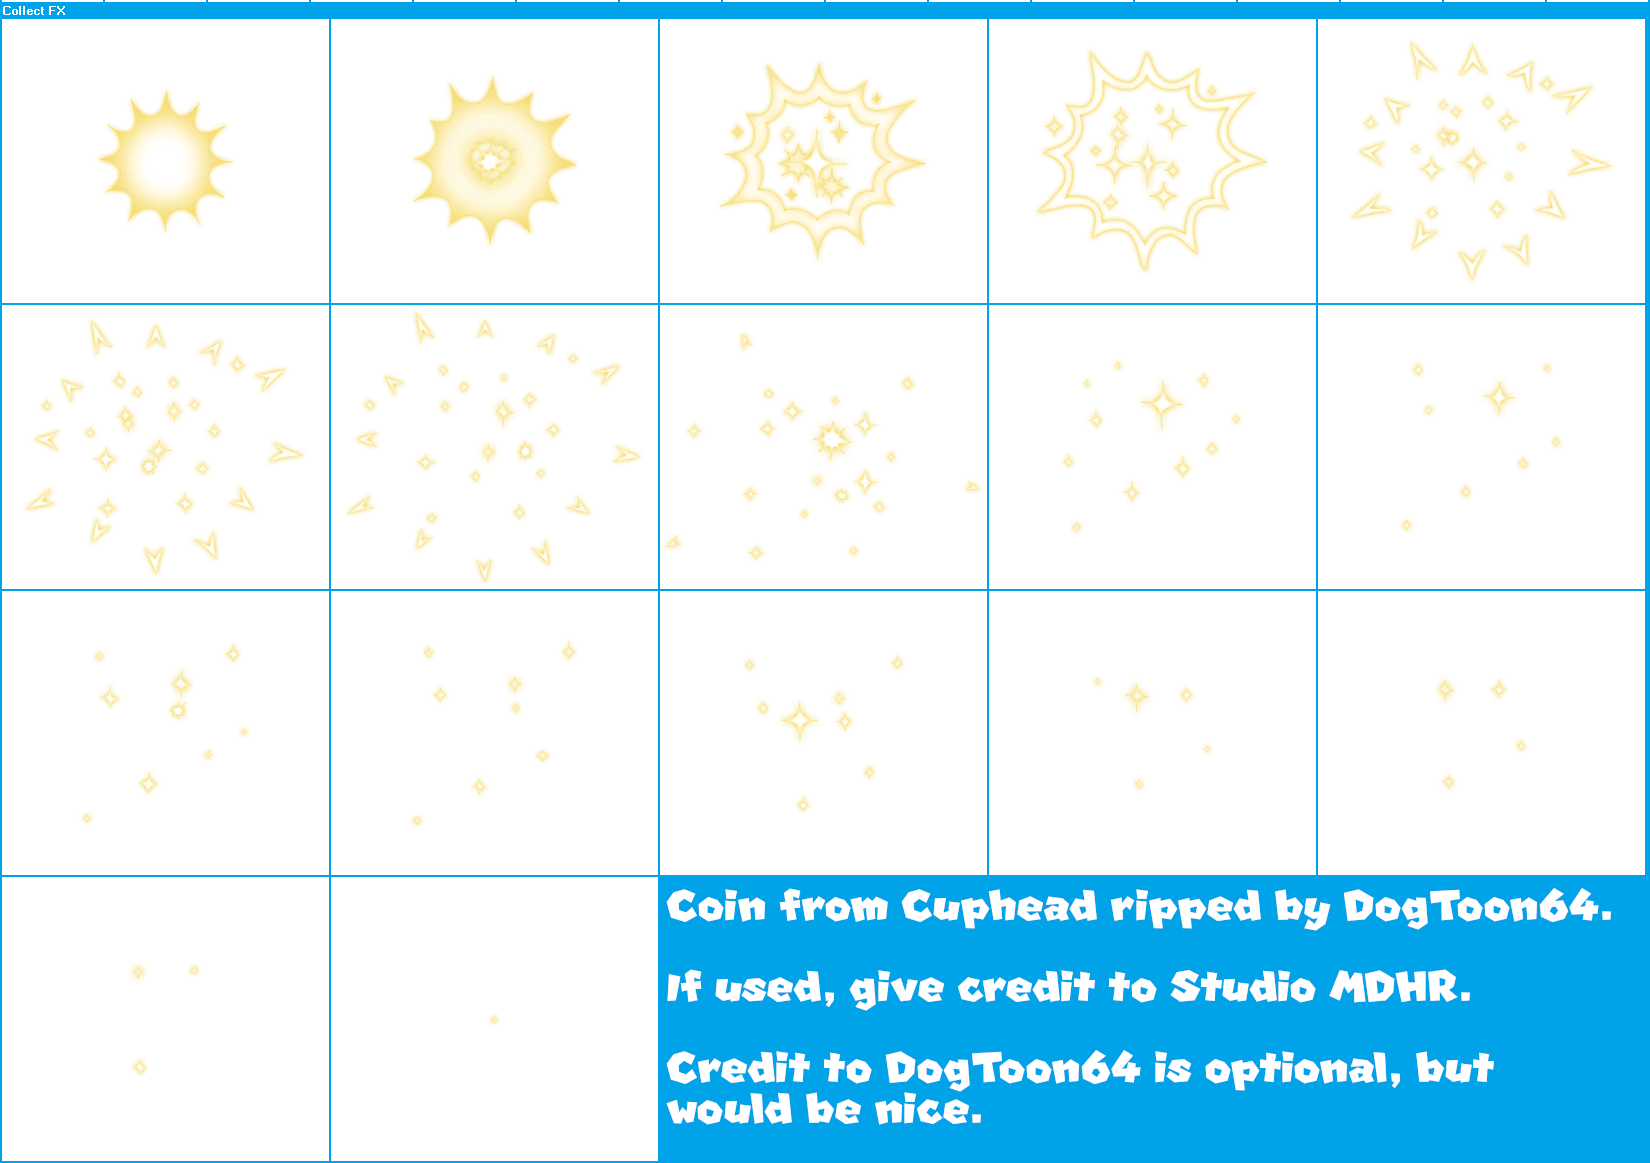 Collect FX
Coin from Cuphead ripped by DogToon64.
If used, give credit to Studio MDHR.
Credit to DogToon64 is optional, but
would be nice.